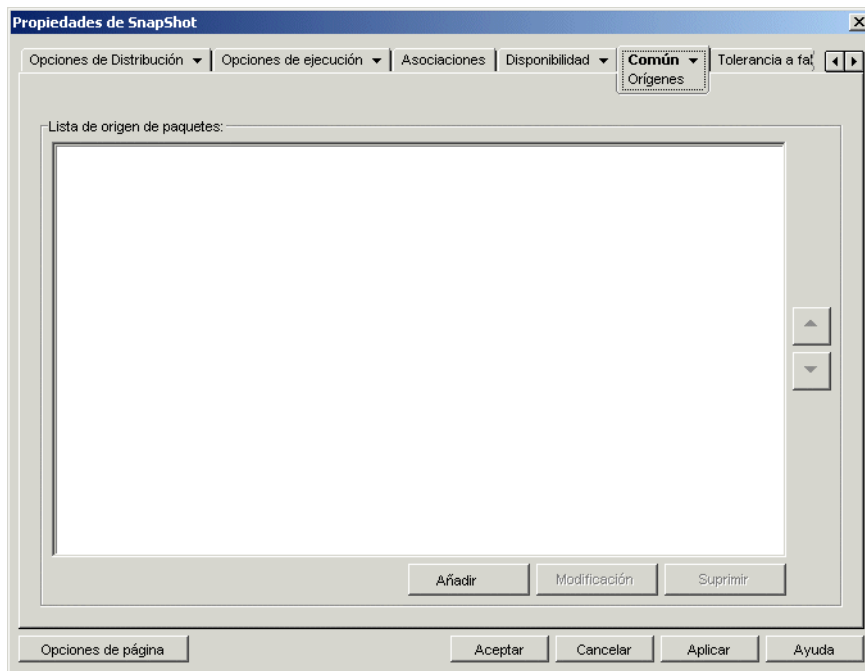 Propiedades de SnapShot
Opciones de Distribución Opciones de ejecución Asociaciones Disponibilidad Común Tolerancia a
Orígenes
Lista de origen de paquetes:
Añadir Modificación Suprimir
Opciones de página Aceptar Cancelar Aplicar Ayuda